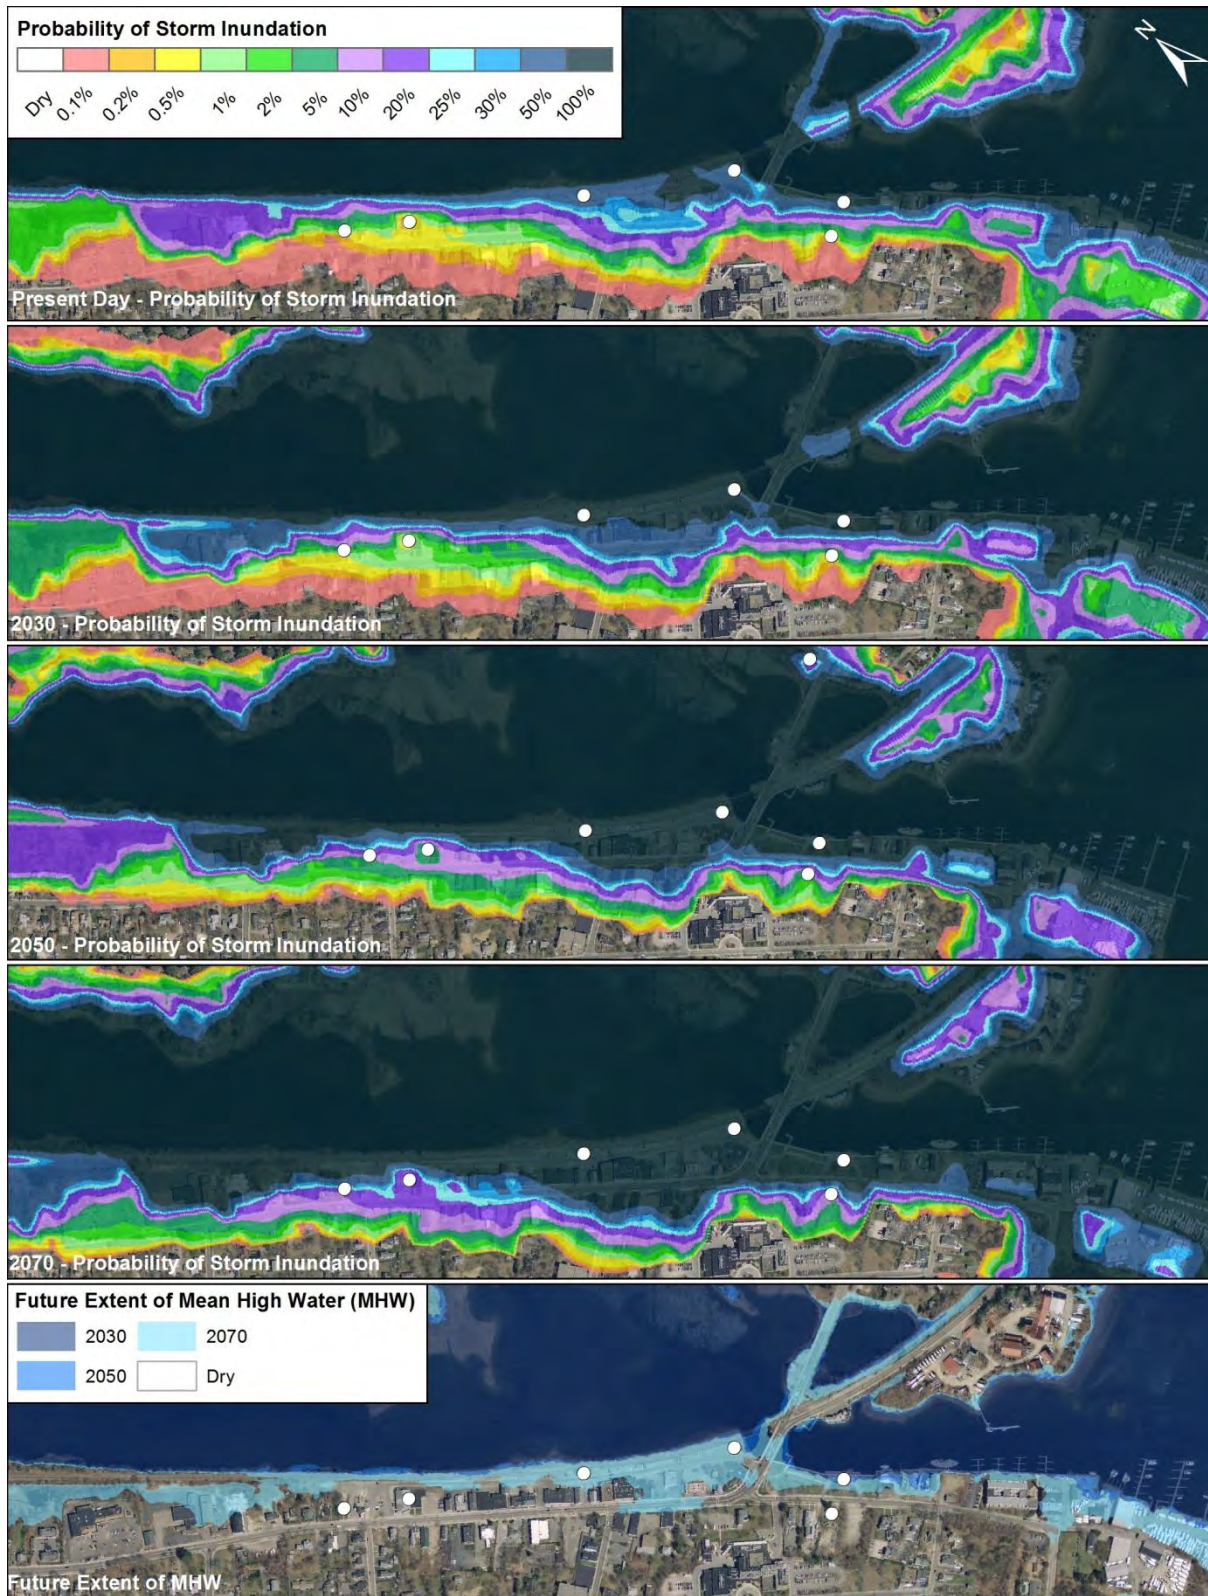 Probability of Storm Inundation
N
Dry 0.1% 0.2% 0.5% 1% 2% 5% 10% 20% 25% 30% 50% 100%
Present Day - Probability of Storm Inundation
2030 - Probability of Storm Inundation
2050 - Probability of Storm Inundation
2070 - Probability of Storm Inundation
Future Extent of Mean High Water (MHW)
2030 2070
2050 Dry
Future Extent of MHW